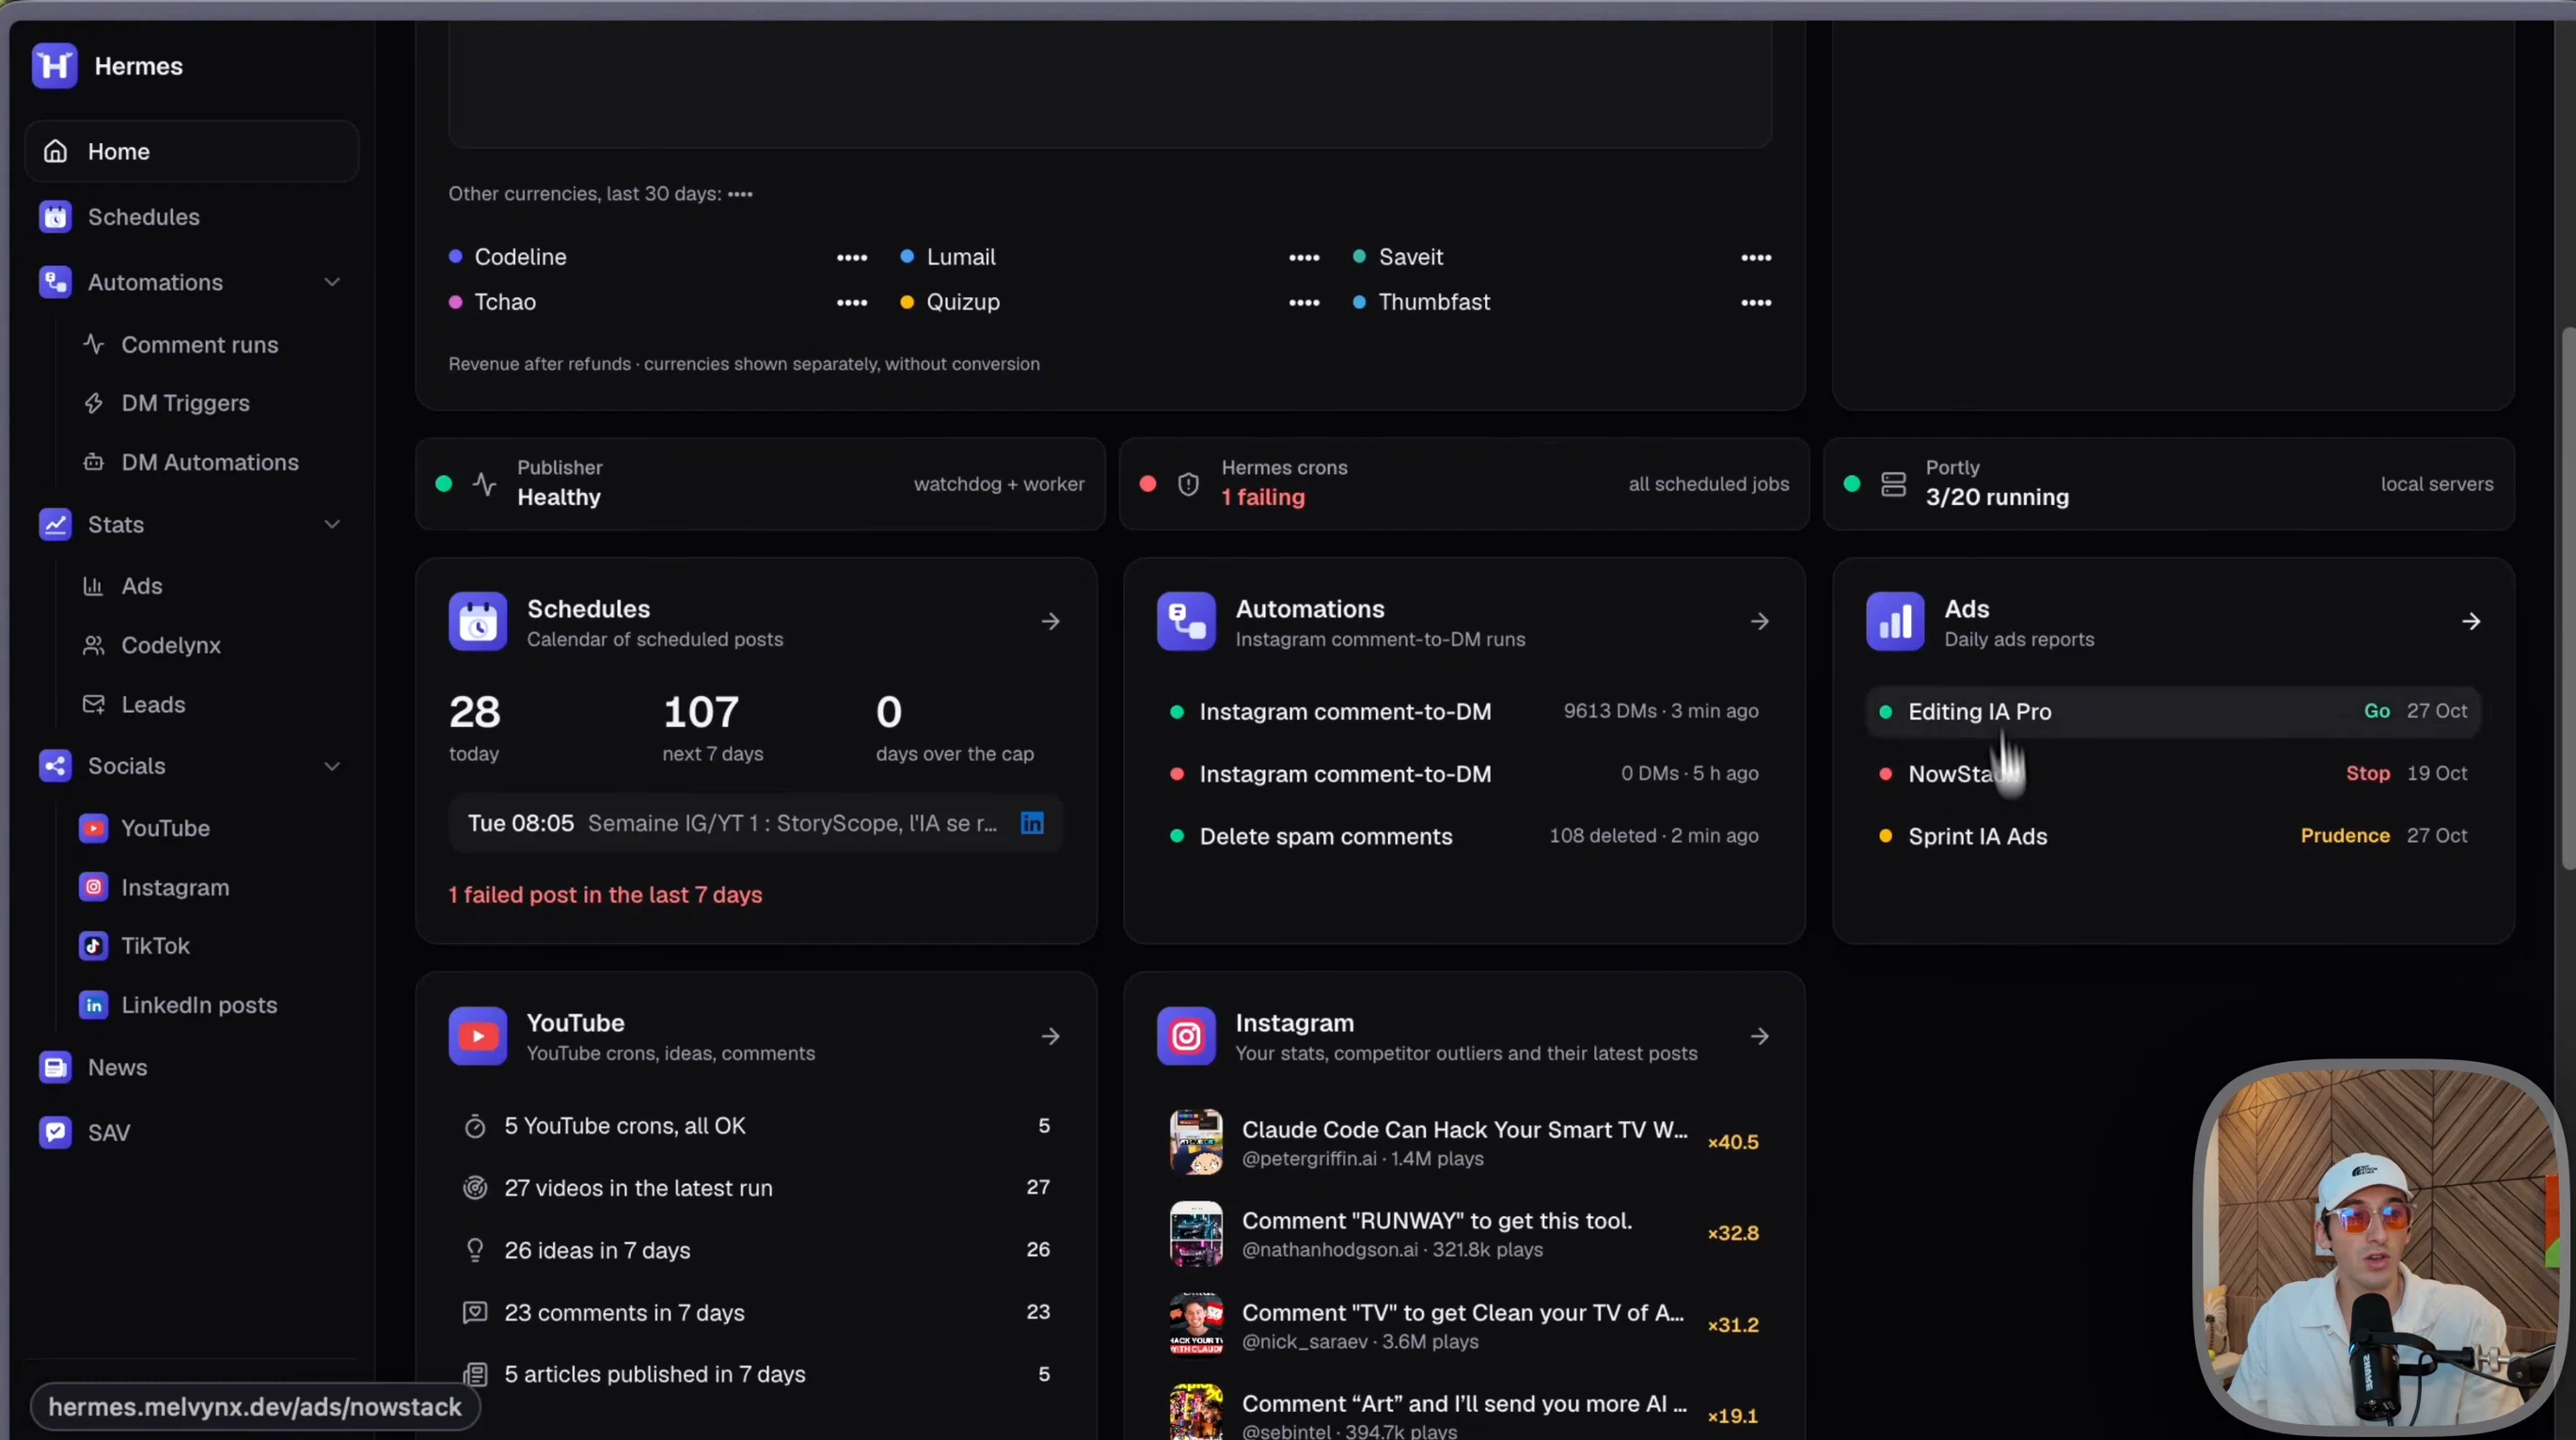 Hermes
Home
Schedules
Automations
Comment runs
DM Triggers
DM Automations
Stats
Ads
Codelynx
Leads
Socials
YouTube
Instagram
TikTok
LinkedIn posts
News
SAV
hermes.melvynx.dev/ads/nowstack
Other currencies, last 30 days: ••••
Codeline •••• Lumail •••• Saveit ••••
Tchao •••• Quizup •••• Thumbfast ••••
Revenue after refunds · currencies shown separately, without conversion
Publisher
Healthy
watchdog + worker
Hermes crons
1 failing
all scheduled jobs
Portly
3/20 running
local servers
Schedules
Calendar of scheduled posts
28 107 0
today next 7 days days over the cap
Tue 08:05 Semaine IG/YT 1 : StoryScope, l'IA se r...
1 failed post in the last 7 days
Automations
Instagram comment-to-DM runs
Instagram comment-to-DM 9613 DMs · 3 min ago
Instagram comment-to-DM 0 DMs · 5 h ago
Delete spam comments 108 deleted · 2 min ago
Ads
Daily ads reports
Editing IA Pro Go 27 Oct
Stop 19 Oct
Sprint IA Ads Prudence 27 Oct
YouTube
YouTube crons, ideas, comments
5 YouTube crons, all OK 5
27 videos in the latest run 27
26 ideas in 7 days 26
23 comments in 7 days 23
5 articles published in 7 days 5
Instagram
Your stats, competitor outliers and their latest posts
Claude Code Can Hack Your Smart TV W... ×40.5
@petergriffin.ai · 1.4M plays
Comment "RUNWAY" to get this tool. ×32.8
@nathanhodgson.ai · 321.8k plays
Comment "TV" to get Clean your TV of A... ×31.2
@nick_saraev · 3.6M plays
Comment “Art” and I'll send you more AI ... ×19.1
@sebintel · 394.7k plays